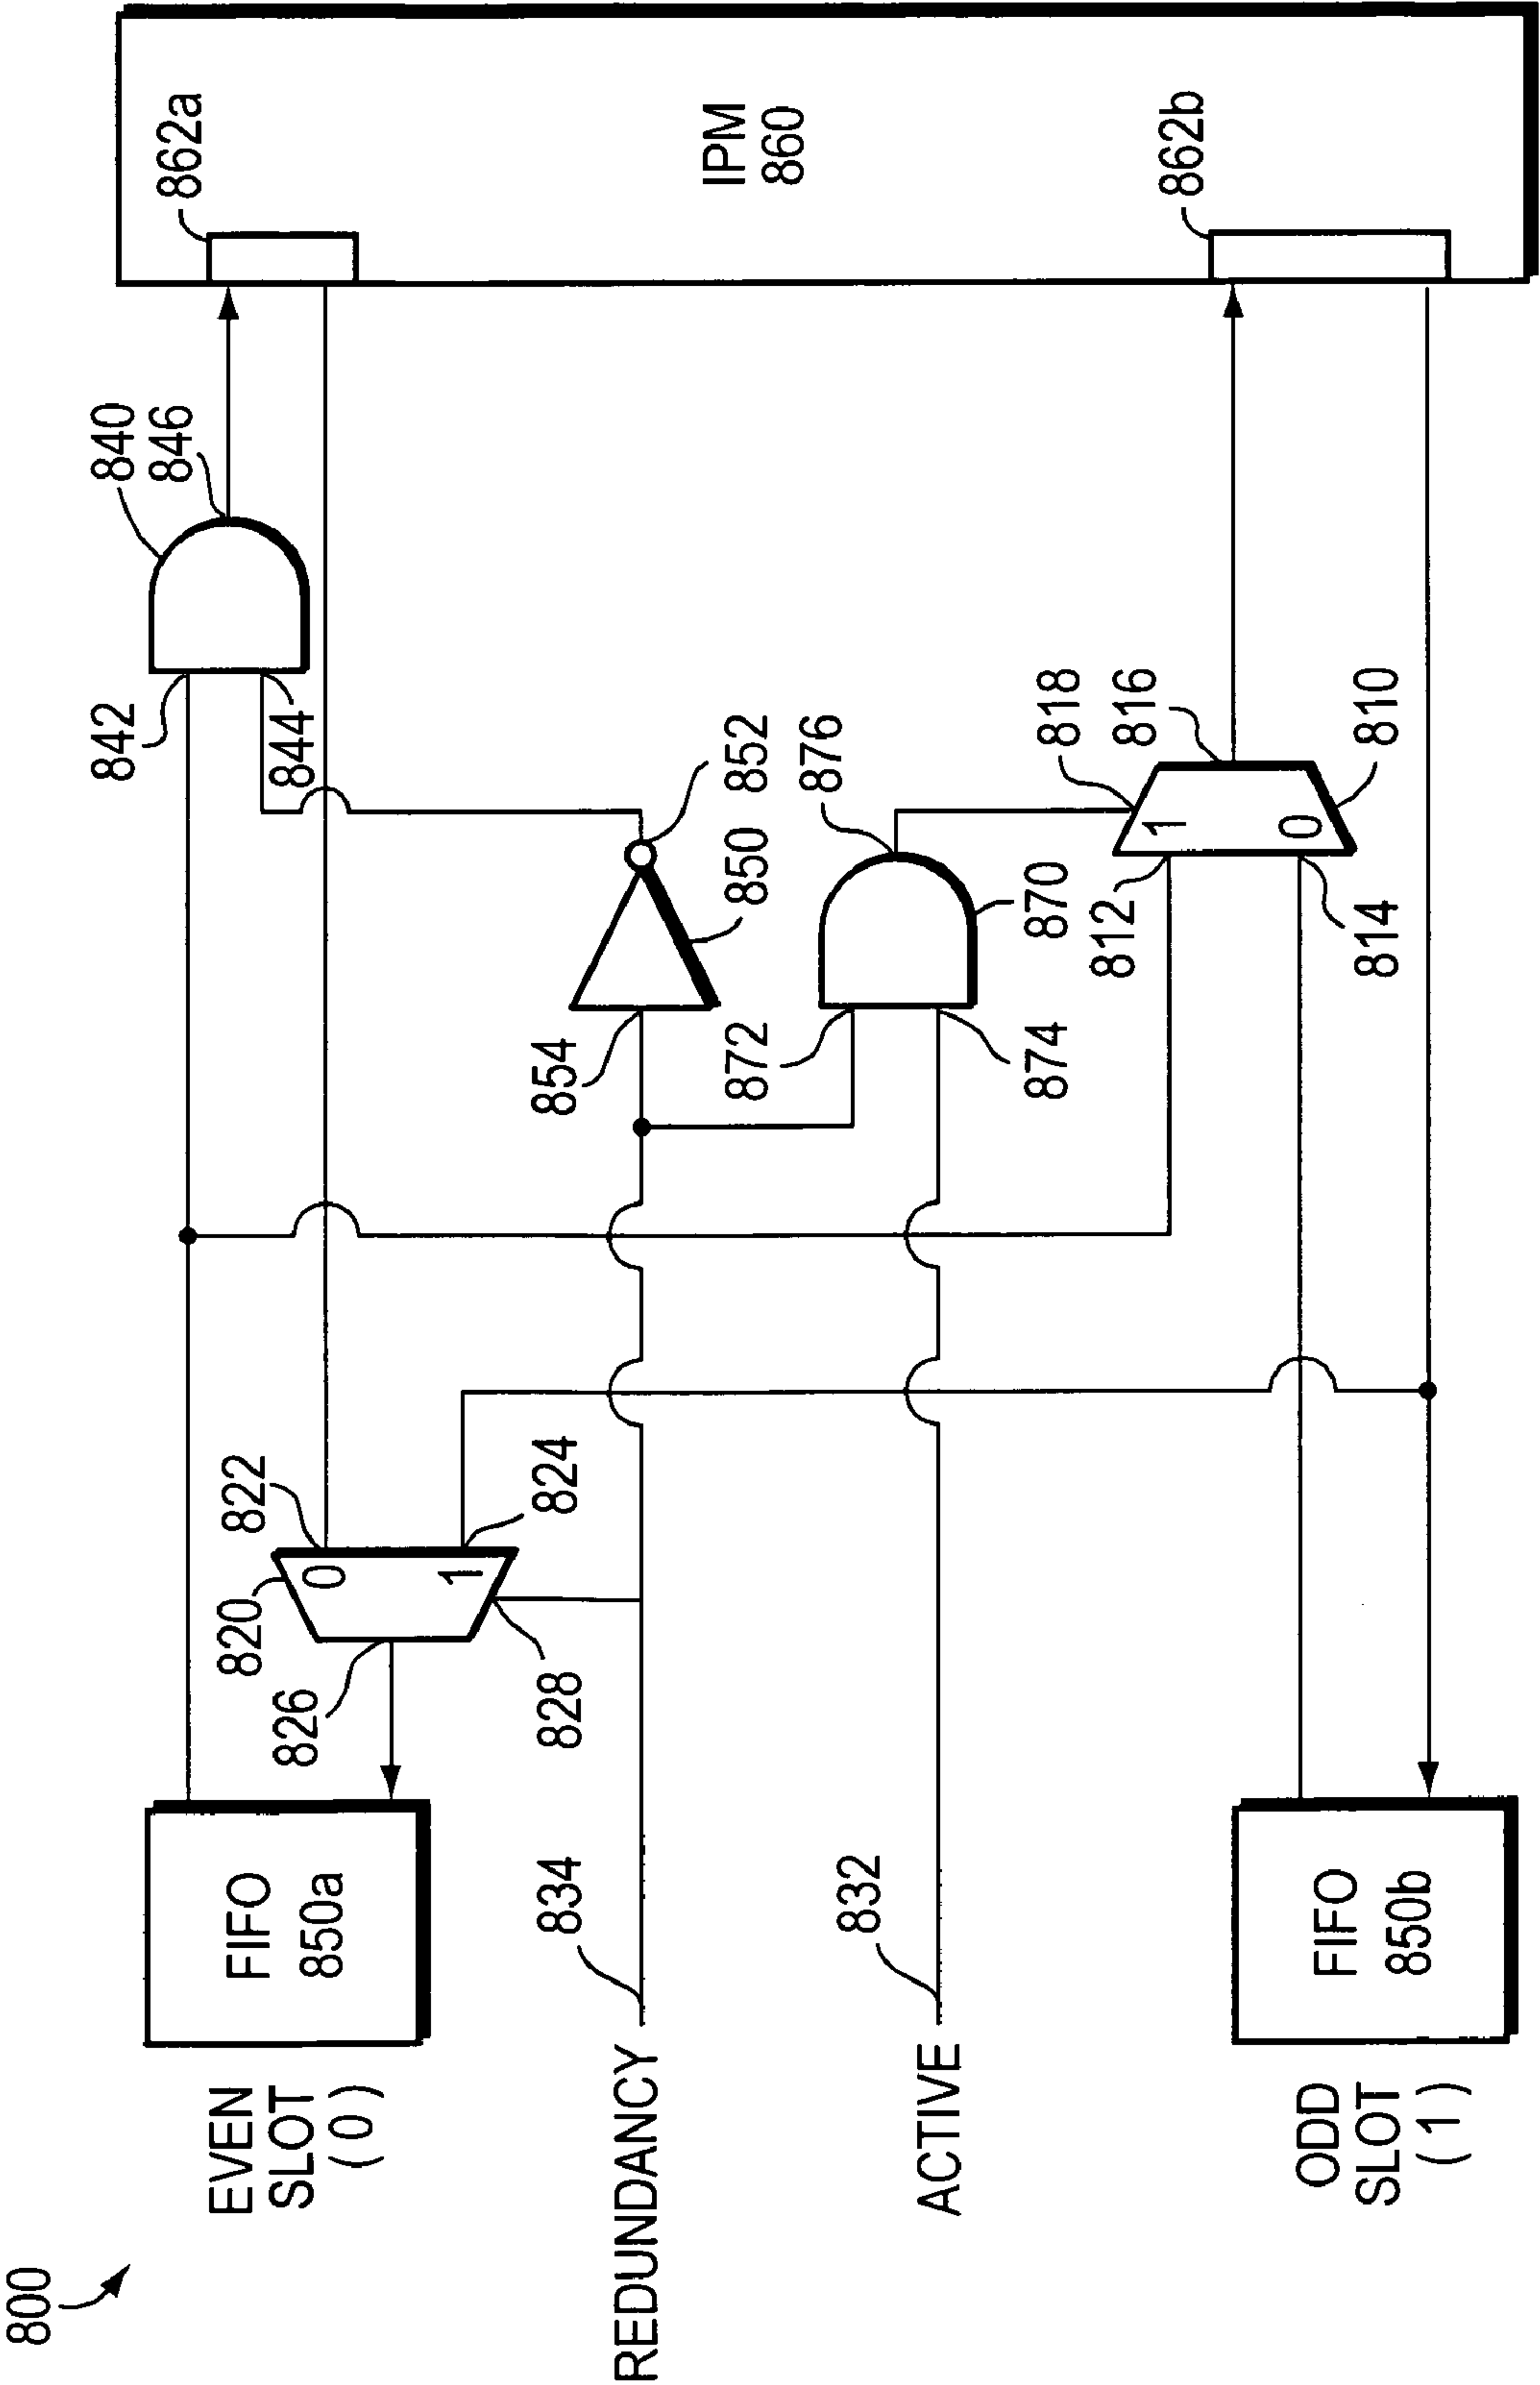 800
EVEN
SLOT
(0)
FIFO
850a
REDUNDANCY
834
ACTIVE
832
ODD
SLOT
(1)
FIFO
850b
820
822
0
1
824
826
828
842
844
840
846
854
852
850
872
874
876
870
812
814
818
816
810
1
0
862a
IPM
860
862b